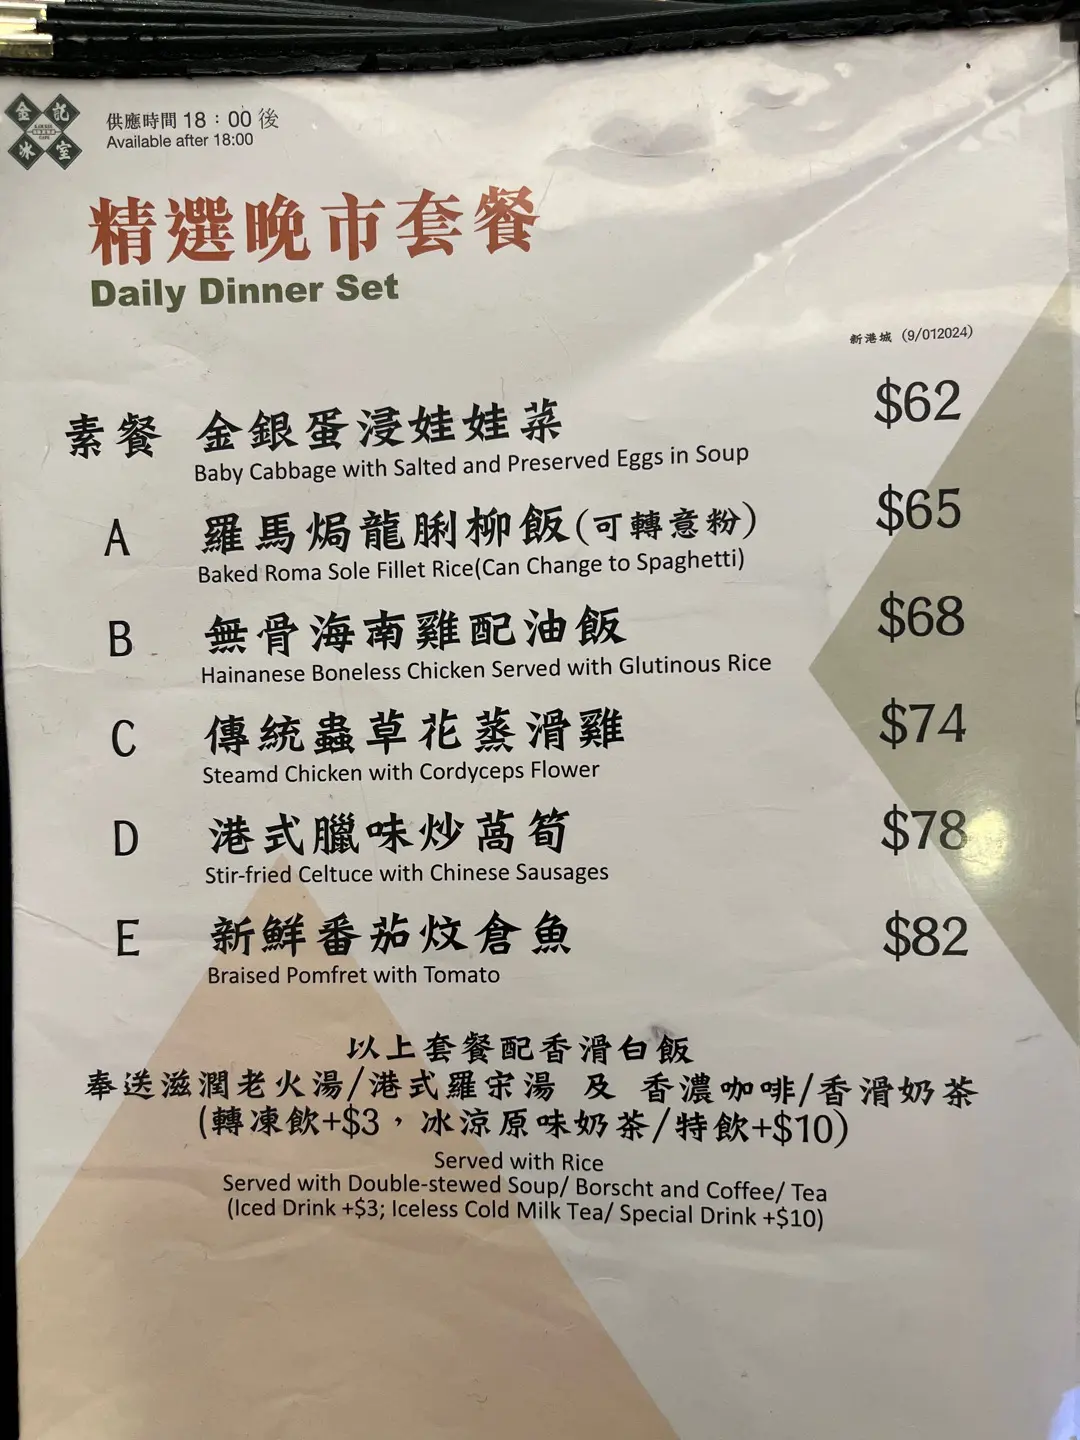 金記冰室
供應時間 18：00 後
Available after 18:00
精選晚市套餐
Daily Dinner Set
新港城 (9/012024)
素餐 金銀蛋浸娃娃菜 $62
Baby Cabbage with Salted and Preserved Eggs in Soup
A 羅馬焗龍脷柳飯(可轉意粉) $65
Baked Roma Sole Fillet Rice(Can Change to Spaghetti)
B 無骨海南雞配油飯 $68
Hainanese Boneless Chicken Served with Glutinous Rice
C 傳統蟲草花蒸滑雞 $74
Steamd Chicken with Cordyceps Flower
D 港式臘味炒萵筍 $78
Stir-fried Celtuce with Chinese Sausages
E 新鮮番茄炆倉魚 $82
Braised Pomfret with Tomato
以上套餐配香滑白飯
奉送滋潤老火湯/港式羅宋湯 及 香濃咖啡/香滑奶茶
(轉凍飲+$3，冰涼原味奶茶/特飲+$10)
Served with Rice
Served with Double-stewed Soup/ Borscht and Coffee/ Tea
(Iced Drink +$3; Iceless Cold Milk Tea/ Special Drink +$10)